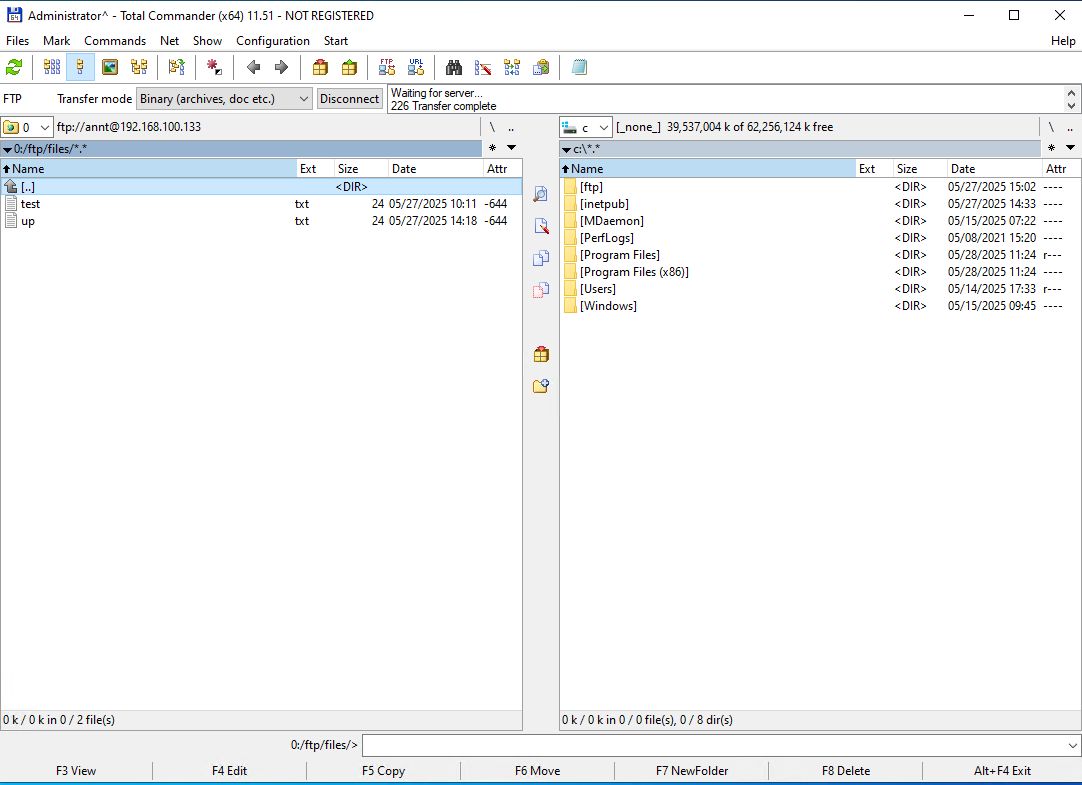 Administrator^ - Total Commander (x64) 11.51 - NOT REGISTERED
Files Mark Commands Net Show Configuration Start Help
FTP URL
FTP Transfer mode Binary (archives, doc etc.) Disconnect Waiting for server...
226 Transfer complete
0 ftp://annt@192.168.100.133 \ .. c [_none_] 39,537,004 k of 62,256,124 k free \ ..
0:/ftp/files/*.* * c:\*.* *
Name Ext Size Date Attr Name Ext Size Date Attr
[..] <DIR> [ftp] <DIR> 05/27/2025 15:02 ----
test txt 24 05/27/2025 10:11 -644 [inetpub] <DIR> 05/27/2025 14:33 ----
up txt 24 05/27/2025 14:18 -644 [MDaemon] <DIR> 05/15/2025 07:22 ----
[PerfLogs] <DIR> 05/08/2021 15:20 ----
[Program Files] <DIR> 05/28/2025 11:24 r---
[Program Files (x86)] <DIR> 05/28/2025 11:24 ----
[Users] <DIR> 05/14/2025 17:33 r---
[Windows] <DIR> 05/15/2025 09:45 ----
0 k / 0 k in 0 / 2 file(s) 0 k / 0 k in 0 / 0 file(s), 0 / 8 dir(s)
0:/ftp/files/>
F3 View F4 Edit F5 Copy F6 Move F7 NewFolder F8 Delete Alt+F4 Exit